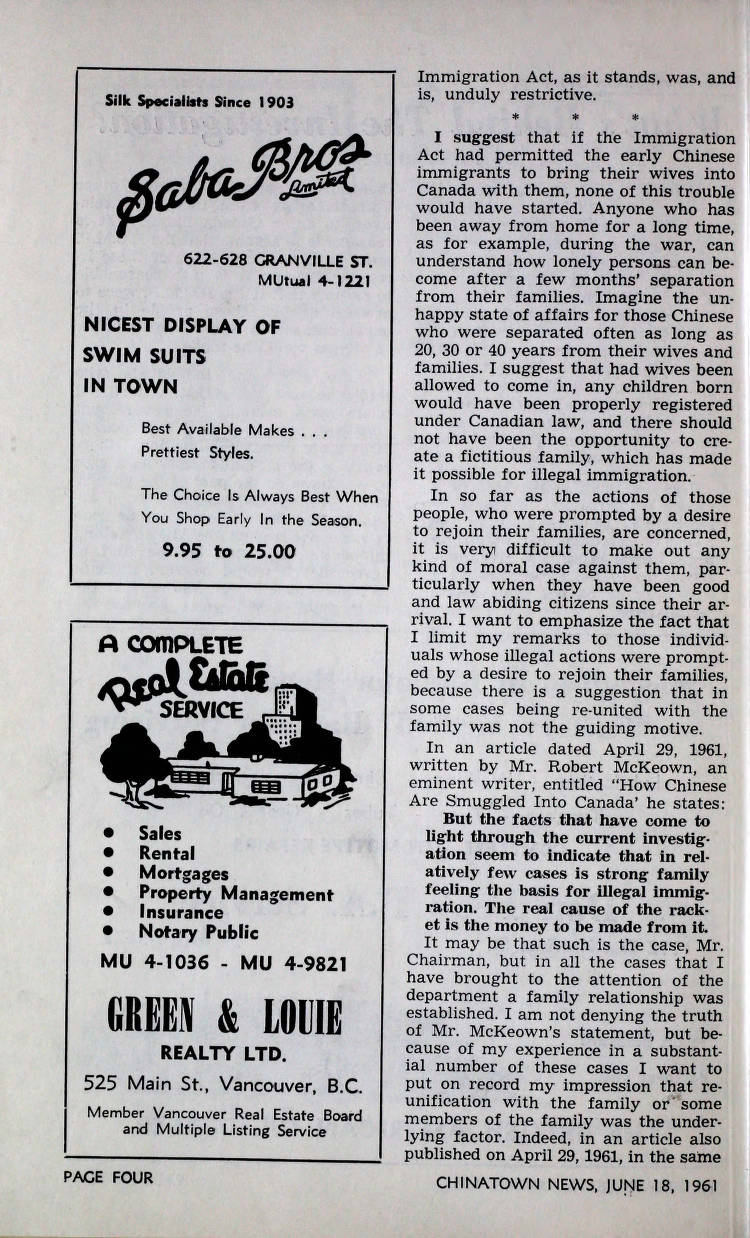 Silk Specialists Since 1903
Saba Bros
Limited
622-628 GRANVILLE ST.
MUtual 4-1221
NICEST DISPLAY OF
SWIM SUITS
IN TOWN
Best Available Makes . . .
Prettiest Styles.
The Choice Is Always Best When
You Shop Early In the Season.
9.95 to 25.00
A COMPLETE
Real Estate
SERVICE
• Sales
• Rental
• Mortgages
• Property Management
• Insurance
• Notary Public
MU 4-1036 - MU 4-9821
GREEN & LOUIE
REALTY LTD.
525 Main St., Vancouver, B.C.
Member Vancouver Real Estate Board
and Multiple Listing Service
Immigration Act, as it stands, was, and
is, unduly restrictive.
* * *
I suggest that if the Immigration
Act had permitted the early Chinese
immigrants to bring their wives into
Canada with them, none of this trouble
would have started. Anyone who has
been away from home for a long time,
as for example, during the war, can
understand how lonely persons can be-
come after a few months' separation
from their families. Imagine the un-
happy state of affairs for those Chinese
who were separated often as long as
20, 30 or 40 years from their wives and
families. I suggest that had wives been
allowed to come in, any children born
would have been properly registered
under Canadian law, and there should
not have been the opportunity to cre-
ate a fictitious family, which has made
it possible for illegal immigration.
In so far as the actions of those
people, who were prompted by a desire
to rejoin their families, are concerned,
it is very difficult to make out any
kind of moral case against them, par-
ticularly when they have been good
and law abiding citizens since their ar-
rival. I want to emphasize the fact that
I limit my remarks to those individ-
uals whose illegal actions were prompt-
ed by a desire to rejoin their families,
because there is a suggestion that in
some cases being re-united with the
family was not the guiding motive.
In an article dated April 29, 1961,
written by Mr. Robert McKeown, an
eminent writer, entitled "How Chinese
Are Smuggled Into Canada' he states:
But the facts that have come to
light through the current investig-
ation seem to indicate that in rel-
atively few cases is strong family
feeling the basis for illegal immig-
ration. The real cause of the rack-
et is the money to be made from it.
It may be that such is the case, Mr.
Chairman, but in all the cases that I
have brought to the attention of the
department a family relationship was
established. I am not denying the truth
of Mr. McKeown's statement, but be-
cause of my experience in a substant-
ial number of these cases I want to
put on record my impression that re-
unification with the family or some
members of the family was the under-
lying factor. Indeed, in an article also
published on April 29, 1961, in the same
PAGE FOUR
CHINATOWN NEWS, JUNE 18, 1961